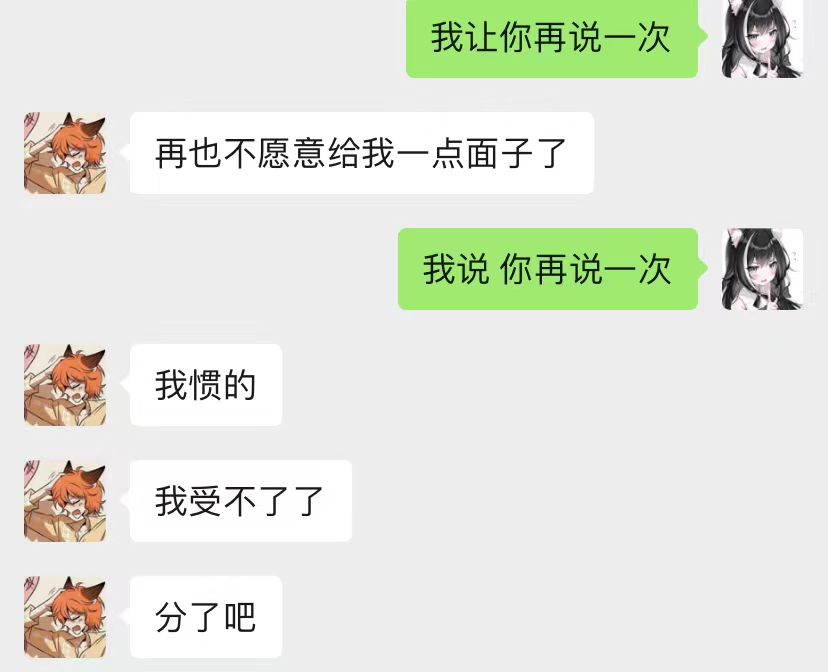 我让你再说一次
再也不愿意给我一点面子了
我说 你再说一次
我惯的
我受不了了
分了吧